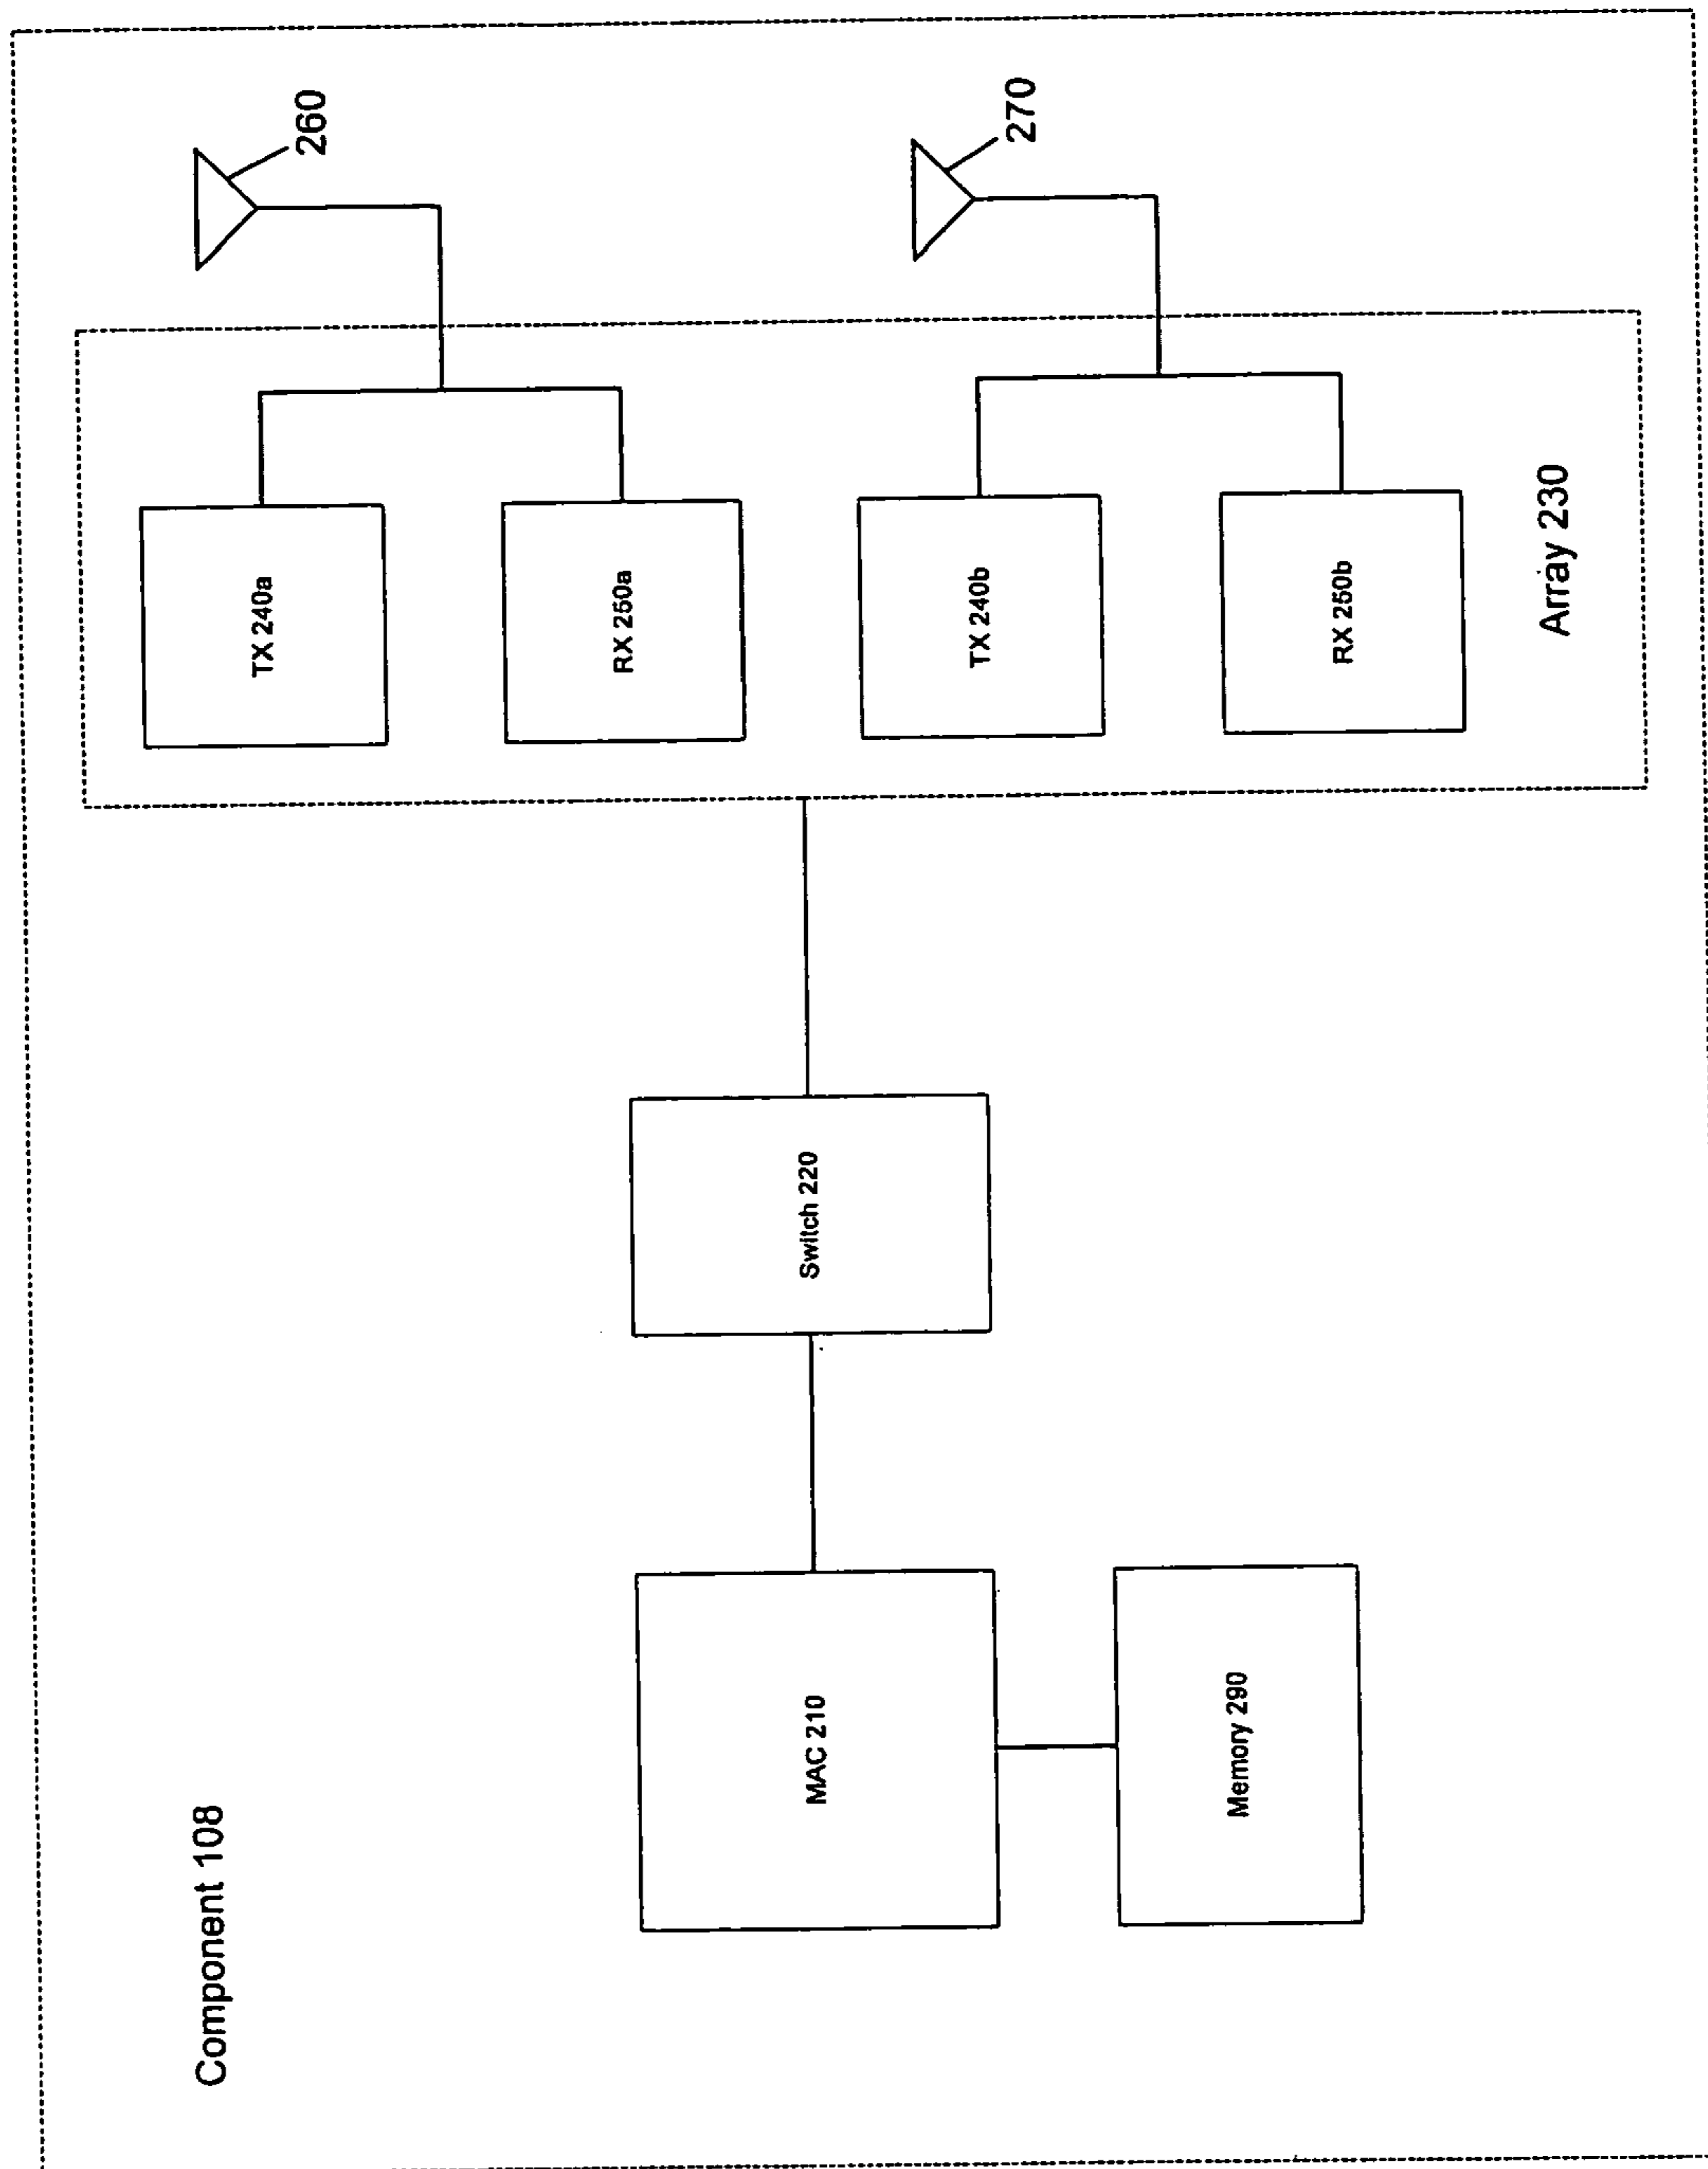 Component 108
MAC 210
Memory 290
Switch 220
TX 240a
RX 250a
TX 240b
RX 250b
Array 230
260
270